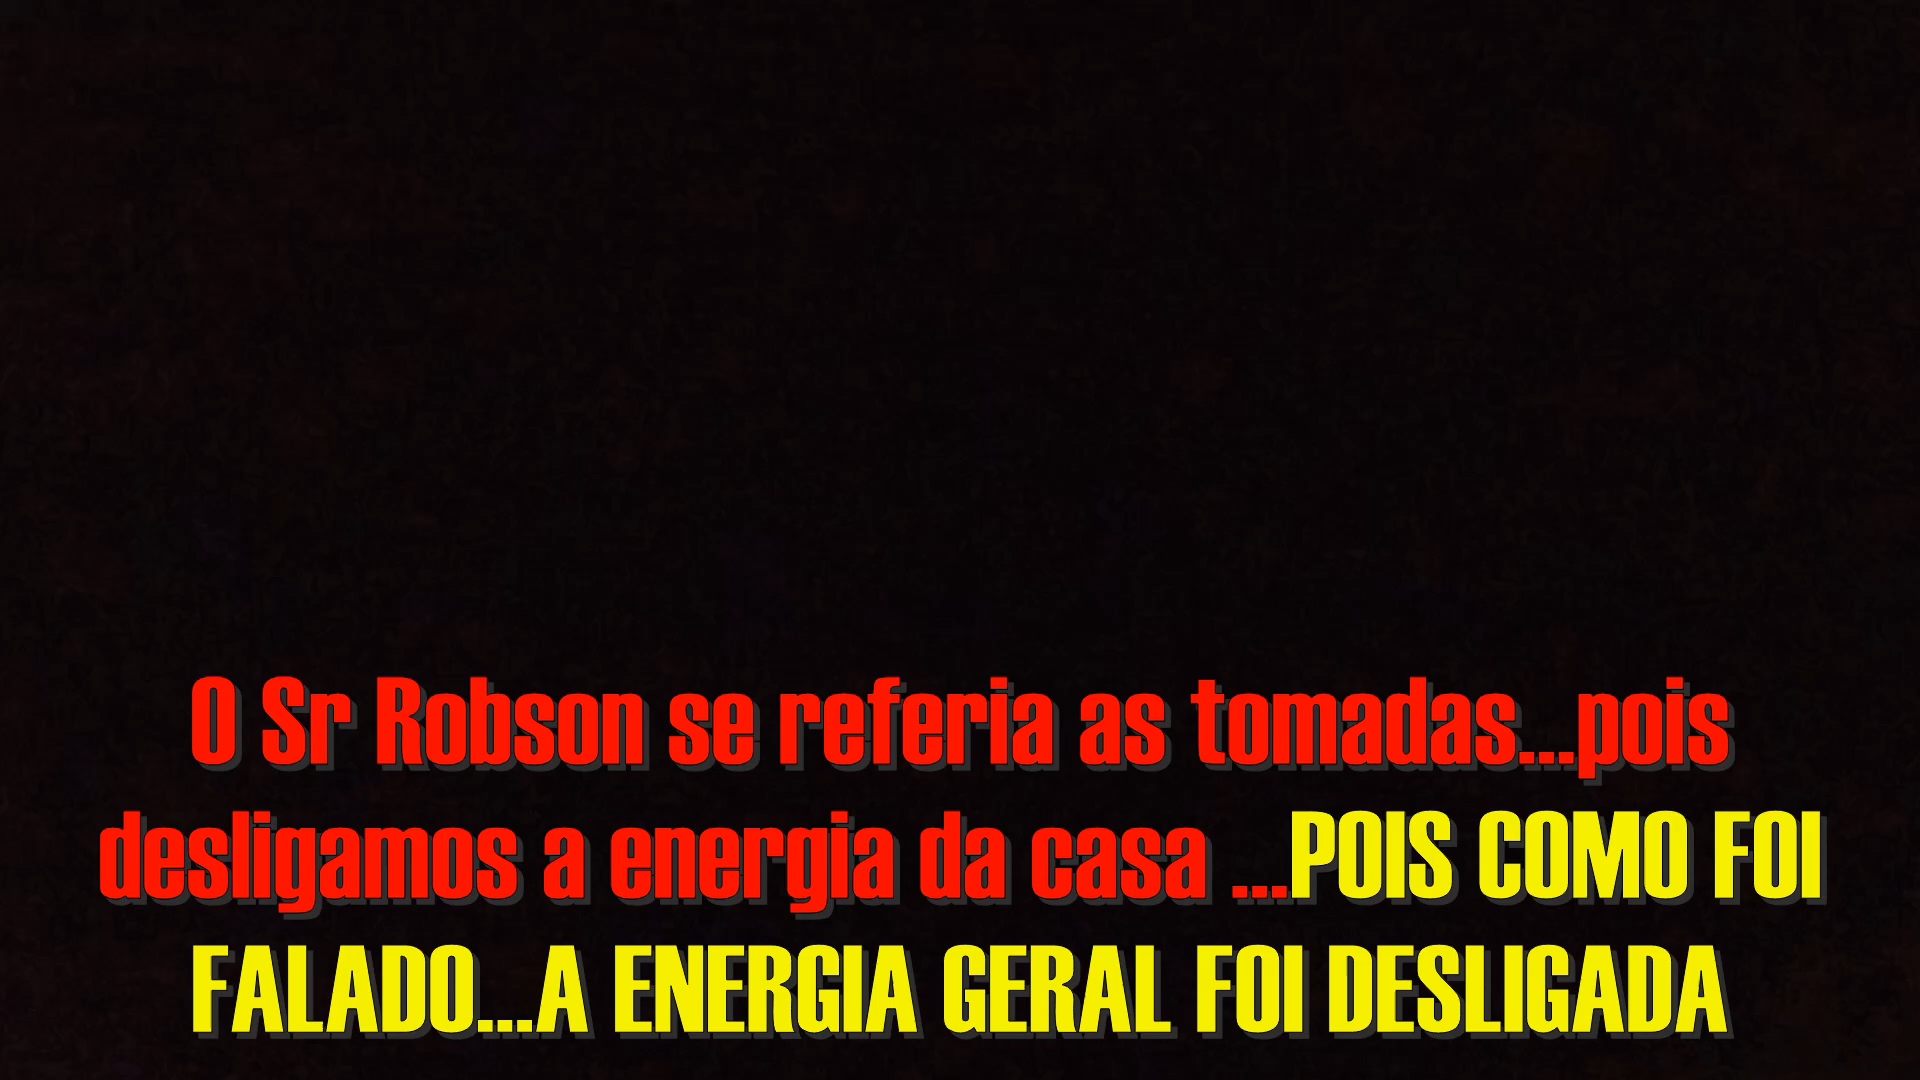 O Sr Robson se referia as tomadas...pois
desligamos a energia da casa ...POIS COMO FOI
FALADO...A ENERGIA GERAL FOI DESLIGADA